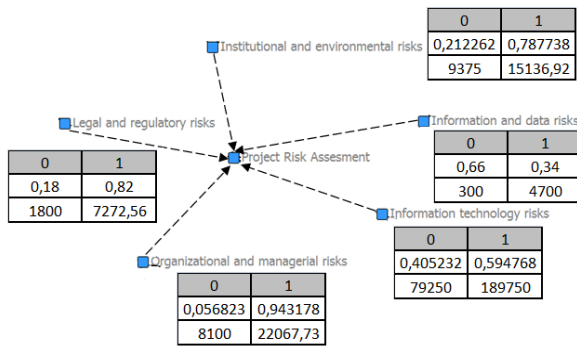 Institutional and environmental risks
0 1
0,212262 0,787738
9375 15136,92
Legal and regulatory risks
0 1
0,18 0,82
1800 7272,56
Information and data risks
0 1
0,66 0,34
300 4700
Project Risk Assesment
Information technology risks
0 1
0,405232 0,594768
79250 189750
Organizational and managerial risks
0 1
0,056823 0,943178
8100 22067,73